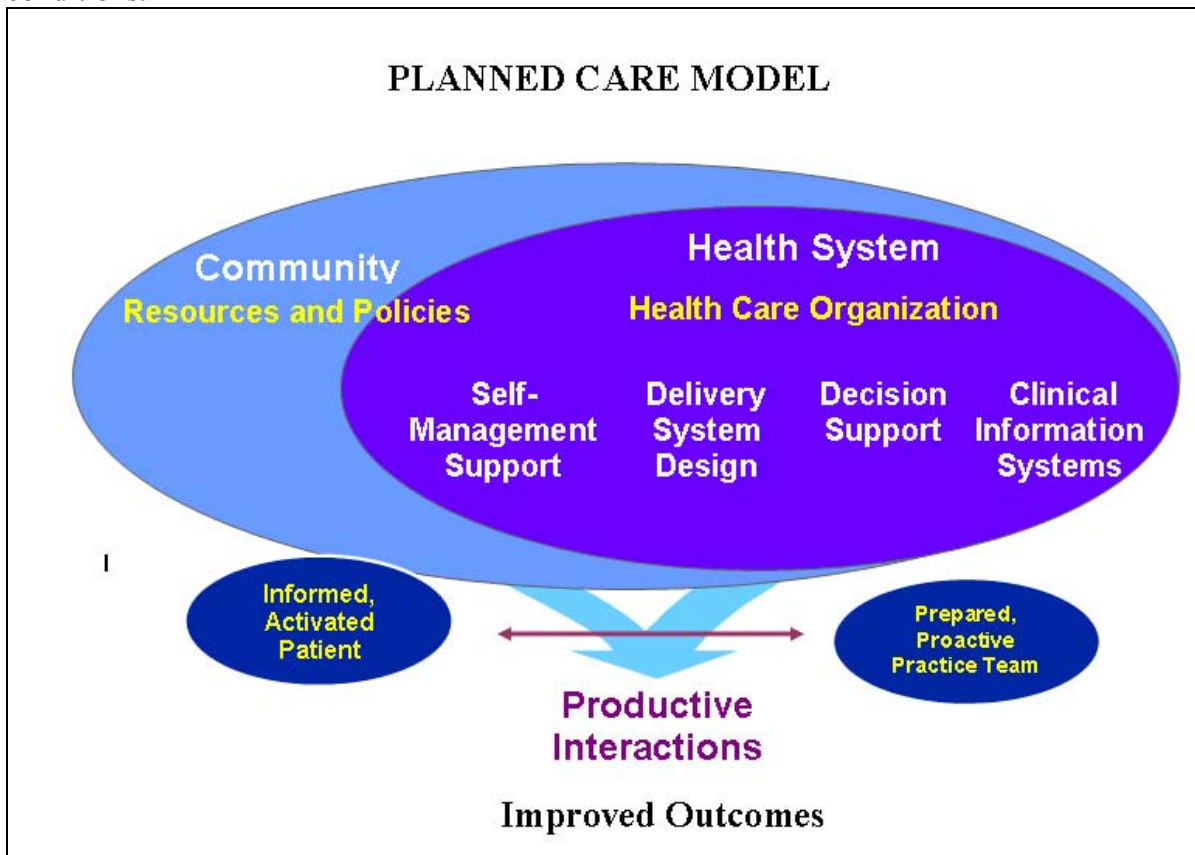 PLANNED CARE MODEL
Community
Resources and Policies
Health System
Health Care Organization
Self-
Management
Support
Delivery
System
Design
Decision
Support
Clinical
Information
Systems
Informed,
Activated
Patient
Prepared,
Proactive
Practice Team
Productive
Interactions
Improved Outcomes